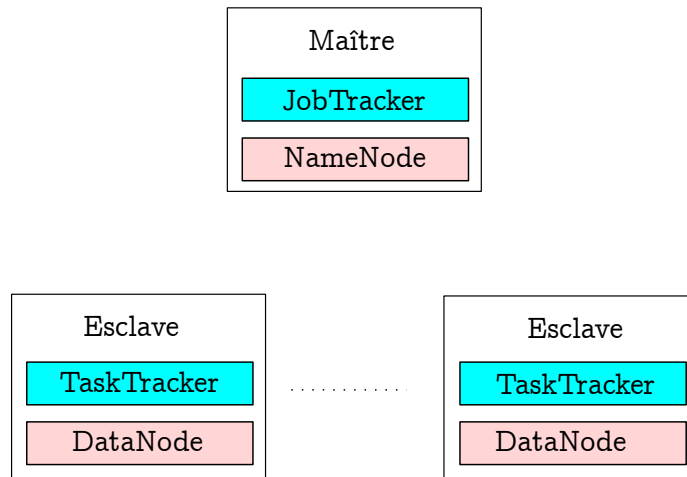 Maître
JobTracker
NameNode
Esclave
TaskTracker
DataNode
Esclave
TaskTracker
DataNode